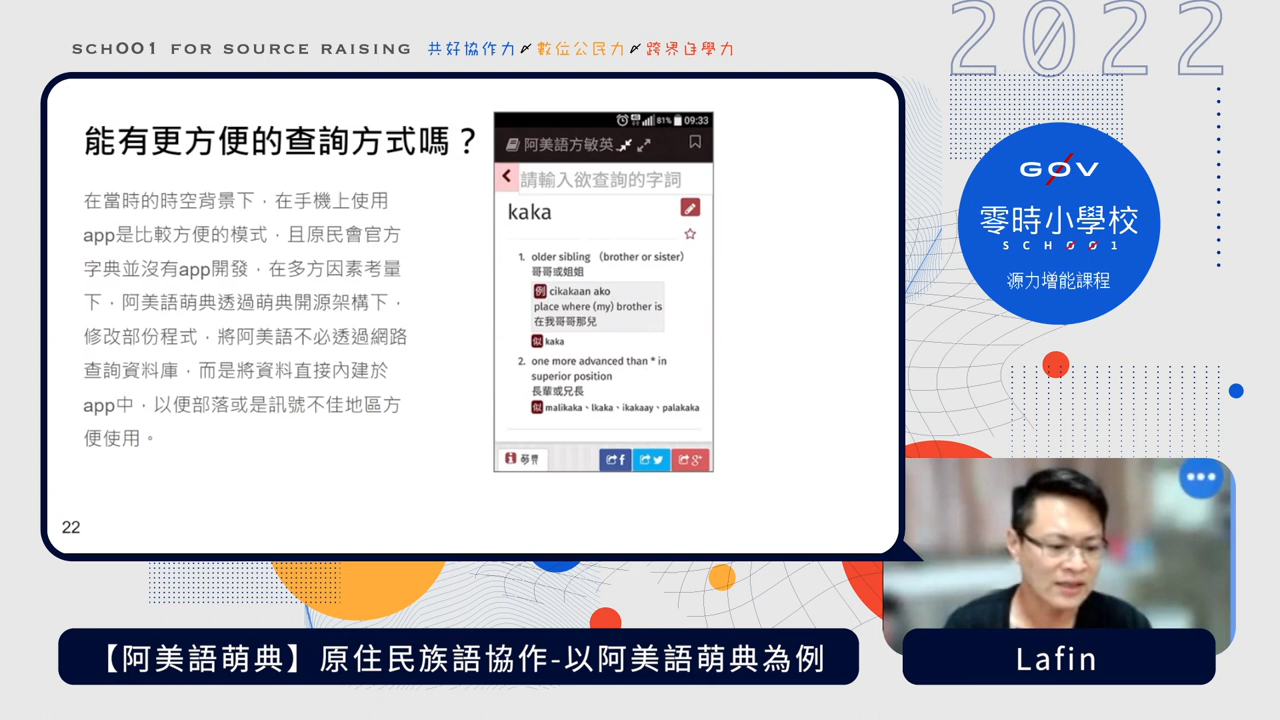 SCHOO1 FOR SOURCE RAISING 共好協作力 數位公民力 跨界自學力
2022
能有更方便的查詢方式嗎？
在當時的時空背景下，在手機上使用
app是比較方便的模式，且原民會官方
字典並沒有app開發，在多方因素考量
下，阿美語萌典透過萌典開源架構下，
修改部份程式，將阿美語不必透過網路
查詢資料庫，而是將資料直接內建於
app中，以便部落或是訊號不佳地區方
便使用。
22
81% 09:33
阿美語方敏英
請輸入欲查詢的字詞
kaka
1. older sibling （brother or sister）
哥哥或姐姐
例 cikakaan ako
place where (my) brother is
在我哥哥那兒
似 kaka
2. one more advanced than * in
superior position
長輩或兄長
似 malikaka、lkaka、ikakaay、palakaka
萌典
GOV
零時小學校
SCHOO1
源力增能課程
【阿美語萌典】原住民族語協作-以阿美語萌典為例
Lafin